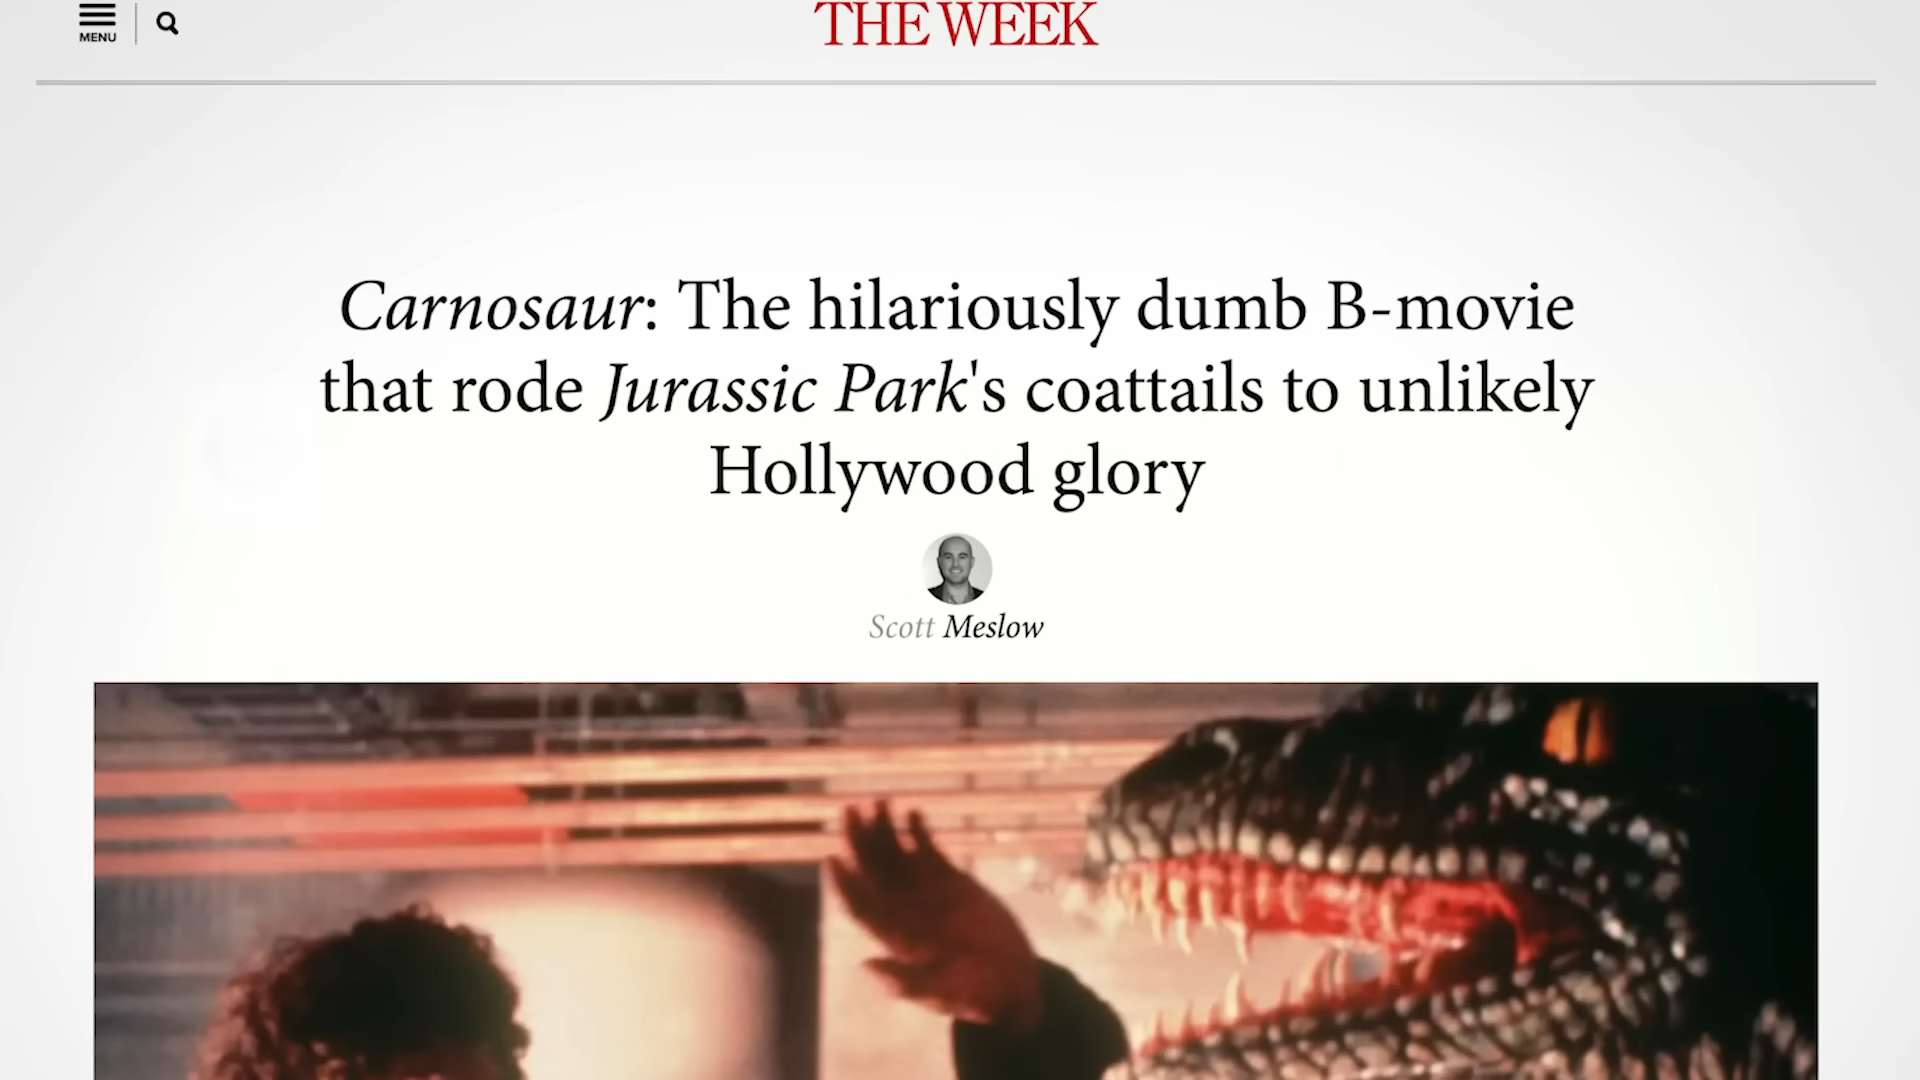 THE WEEK
MENU
Carnosaur: The hilariously dumb B-movie
that rode Jurassic Park's coattails to unlikely
Hollywood glory
Scott Meslow